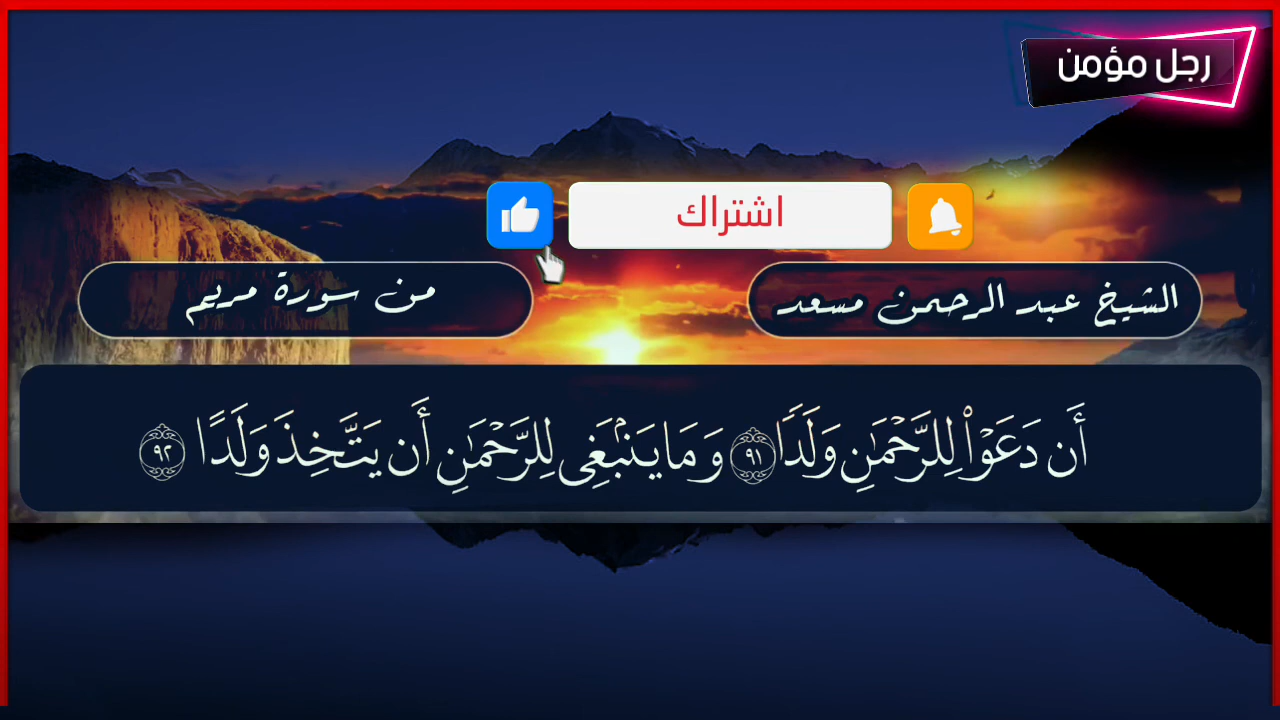 رجل مؤمن
اشتراك
الشيخ عبد الرحمن مسعد
من سورة مريم
أَن دَعَوْا۟ لِلرَّحْمَـٰنِ وَلَدًا ٩١ وَمَا يَنۢبَغِى لِلرَّحْمَـٰنِ أَن يَتَّخِذَ وَلَدًا ٩٢